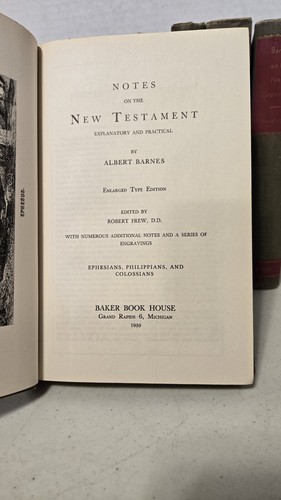 NOTES
ON THE
NEW TESTAMENT
EXPLANATORY AND PRACTICAL
BY
ALBERT BARNES
ENLARGED TYPE EDITION
EDITED BY
ROBERT FREW, D.D.
WITH NUMEROUS ADDITIONAL NOTES AND A SERIES OF
ENGRAVINGS
EPHESIANS, PHILIPPIANS, AND
COLOSSIANS
BAKER BOOK HOUSE
GRAND RAPIDS 6, MICHIGAN
1950
EPHESUS.